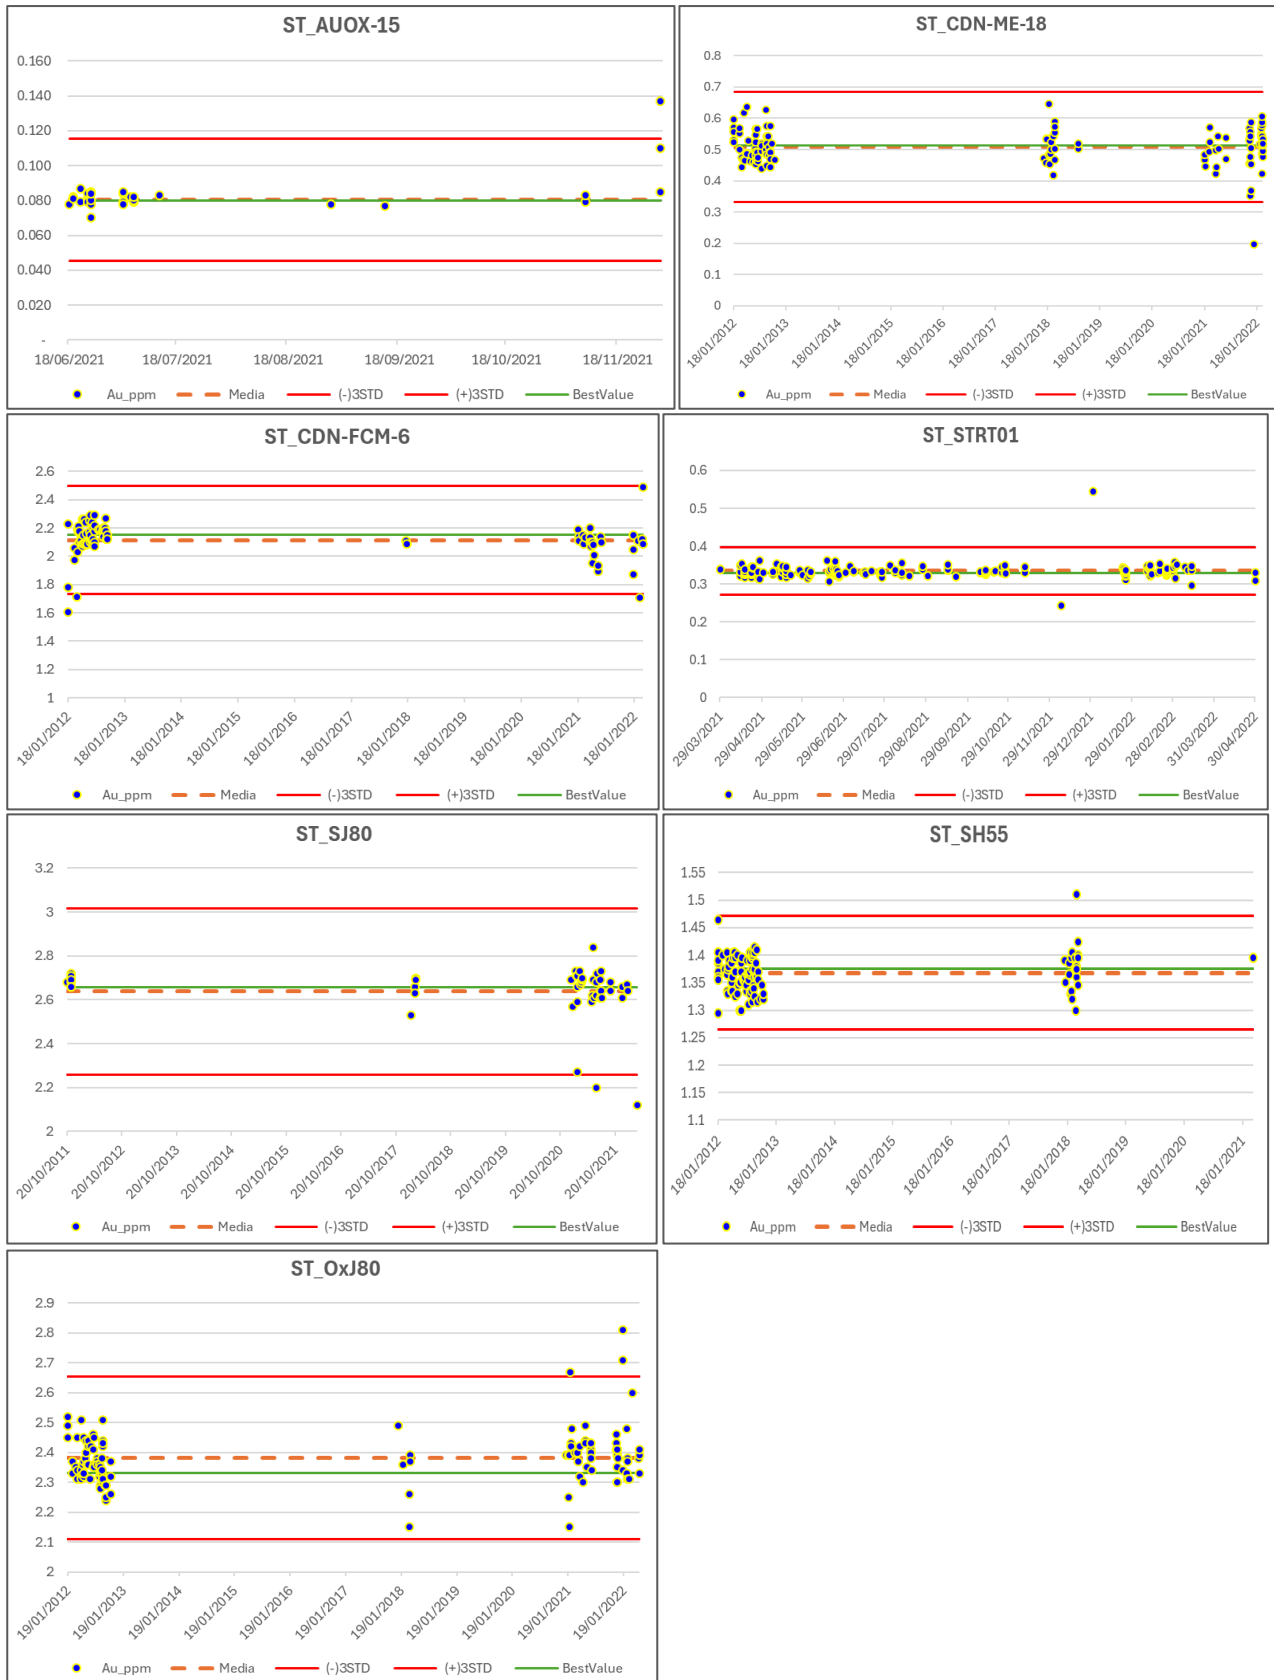 ST_AUOX-15
0.160
0.140
0.120
0.100
0.080
0.060
0.040
0.020
-
18/06/2021 18/07/2021 18/08/2021 18/09/2021 18/10/2021 18/11/2021
Au_ppm Media (-)3STD (+)3STD BestValue
ST_CDN-ME-18
0.8
0.7
0.6
0.5
0.4
0.3
0.2
0.1
0
18/01/2012 18/01/2013 18/01/2014 18/01/2015 18/01/2016 18/01/2017 18/01/2018 18/01/2019 18/01/2020 18/01/2021 18/01/2022
Au_ppm Media (-)3STD (+)3STD BestValue
ST_CDN-FCM-6
2.6
2.4
2.2
2
1.8
1.6
1.4
1.2
1
18/01/2012 18/01/2013 18/01/2014 18/01/2015 18/01/2016 18/01/2017 18/01/2018 18/01/2019 18/01/2020 18/01/2021 18/01/2022
Au_ppm Media (-)3STD (+)3STD BestValue
ST_STRT01
0.6
0.5
0.4
0.3
0.2
0.1
0
29/03/2021 29/04/2021 29/05/2021 29/06/2021 29/07/2021 29/08/2021 29/09/2021 29/10/2021 29/11/2021 29/12/2021 29/01/2022 28/02/2022 31/03/2022 30/04/2022
Au_ppm Media (-)3STD (+)3STD BestValue
ST_SJ80
3.2
3
2.8
2.6
2.4
2.2
2
20/10/2011 20/10/2012 20/10/2013 20/10/2014 20/10/2015 20/10/2016 20/10/2017 20/10/2018 20/10/2019 20/10/2020 20/10/2021
Au_ppm Media (-)3STD (+)3STD BestValue
ST_SH55
1.55
1.5
1.45
1.4
1.35
1.3
1.25
1.2
1.15
1.1
18/01/2012 18/01/2013 18/01/2014 18/01/2015 18/01/2016 18/01/2017 18/01/2018 18/01/2019 18/01/2020 18/01/2021
Au_ppm Media (-)3STD (+)3STD BestValue
ST_OxJ80
2.9
2.8
2.7
2.6
2.5
2.4
2.3
2.2
2.1
2
19/01/2012 19/01/2013 19/01/2014 19/01/2015 19/01/2016 19/01/2017 19/01/2018 19/01/2019 19/01/2020 19/01/2021 19/01/2022
Au_ppm Media (-)3STD (+)3STD BestValue